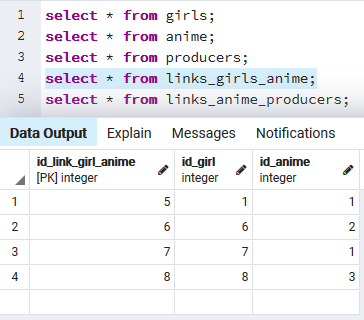 1 select * from girls;
2 select * from anime;
3 select * from producers;
4 select * from links_girls_anime;
5 select * from links_anime_producers;
Data Output Explain Messages Notifications
id_link_girl_anime id_girl id_anime
[PK] integer integer integer
1 5 1 1
2 6 6 2
3 7 7 1
4 8 8 3